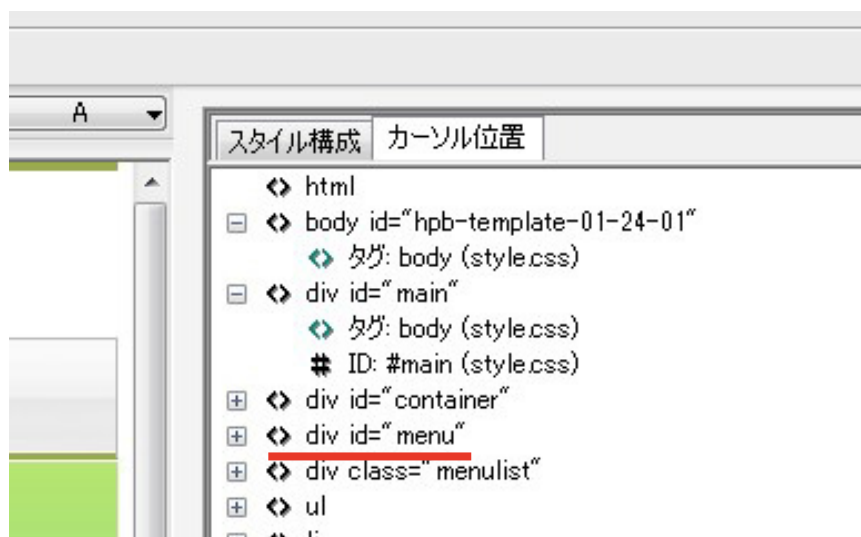 A
スタイル構成 カーソル位置
html
body id="hpb-template-01-24-01"
タグ: body (style.css)
div id="main"
タグ: body (style.css)
# ID: #main (style.css)
div id="container"
div id="menu"
div class="menulist"
ul